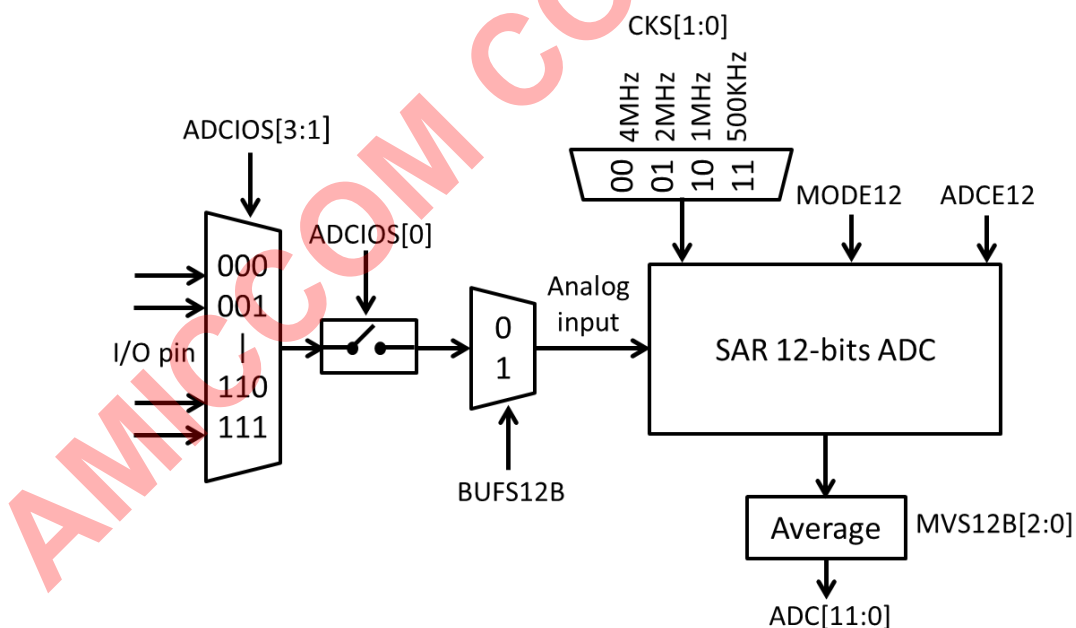 CKS[1:0]
4MHz
2MHz
1MHz
500KHz
00
01
10
11
ADCIOS[3:1]
MODE12
ADCE12
ADCIOS[0]
000
001
|
110
111
I/O pin
0
1
Analog
input
SAR 12-bits ADC
BUFS12B
Average
MVS12B[2:0]
ADC[11:0]
AMICCOM CO